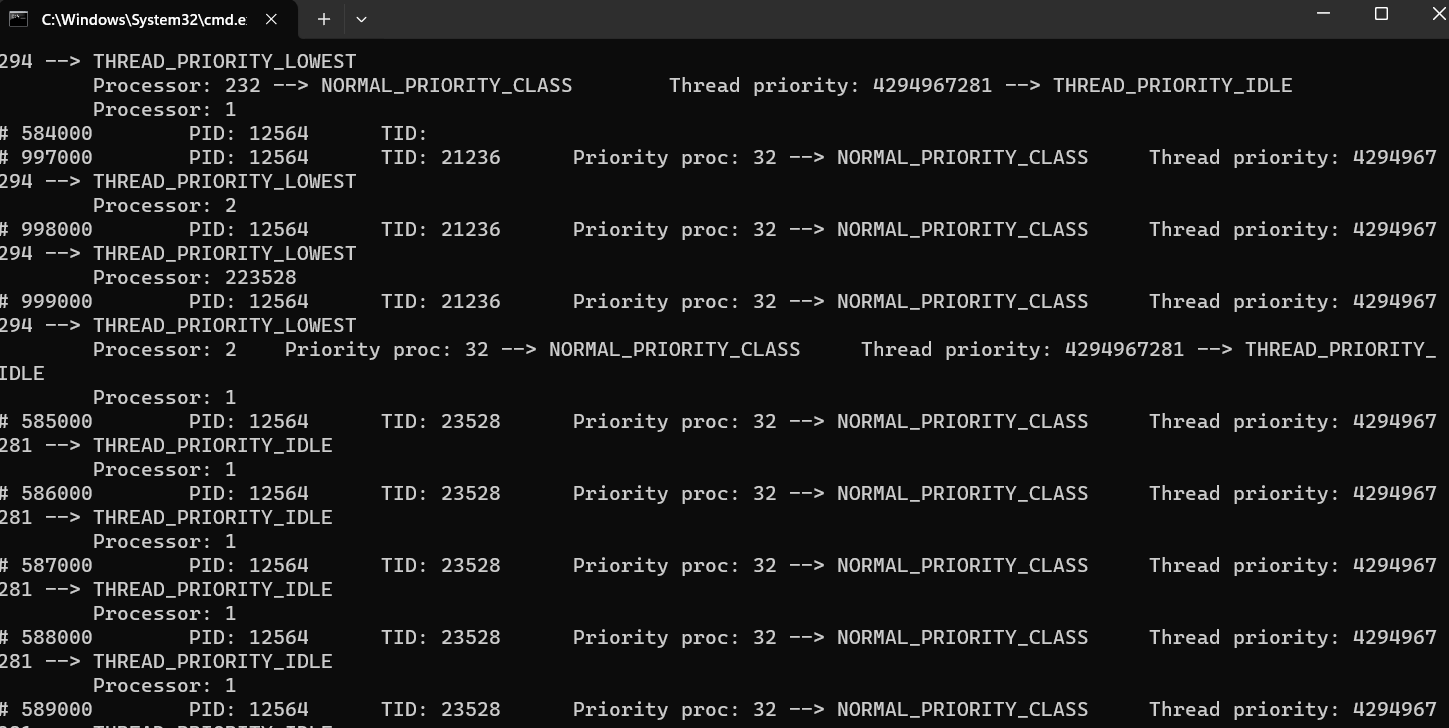 C:\Windows\System32\cmd.e
294 --> THREAD_PRIORITY_LOWEST
Processor: 232 --> NORMAL_PRIORITY_CLASS Thread priority: 4294967281 --> THREAD_PRIORITY_IDLE
Processor: 1
# 584000 PID: 12564 TID:
# 997000 PID: 12564 TID: 21236 Priority proc: 32 --> NORMAL_PRIORITY_CLASS Thread priority: 4294967
294 --> THREAD_PRIORITY_LOWEST
Processor: 2
# 998000 PID: 12564 TID: 21236 Priority proc: 32 --> NORMAL_PRIORITY_CLASS Thread priority: 4294967
294 --> THREAD_PRIORITY_LOWEST
Processor: 223528
# 999000 PID: 12564 TID: 21236 Priority proc: 32 --> NORMAL_PRIORITY_CLASS Thread priority: 4294967
294 --> THREAD_PRIORITY_LOWEST
Processor: 2 Priority proc: 32 --> NORMAL_PRIORITY_CLASS Thread priority: 4294967281 --> THREAD_PRIORITY_
IDLE
Processor: 1
# 585000 PID: 12564 TID: 23528 Priority proc: 32 --> NORMAL_PRIORITY_CLASS Thread priority: 4294967
281 --> THREAD_PRIORITY_IDLE
Processor: 1
# 586000 PID: 12564 TID: 23528 Priority proc: 32 --> NORMAL_PRIORITY_CLASS Thread priority: 4294967
281 --> THREAD_PRIORITY_IDLE
Processor: 1
# 587000 PID: 12564 TID: 23528 Priority proc: 32 --> NORMAL_PRIORITY_CLASS Thread priority: 4294967
281 --> THREAD_PRIORITY_IDLE
Processor: 1
# 588000 PID: 12564 TID: 23528 Priority proc: 32 --> NORMAL_PRIORITY_CLASS Thread priority: 4294967
281 --> THREAD_PRIORITY_IDLE
Processor: 1
# 589000 PID: 12564 TID: 23528 Priority proc: 32 --> NORMAL_PRIORITY_CLASS Thread priority: 4294967